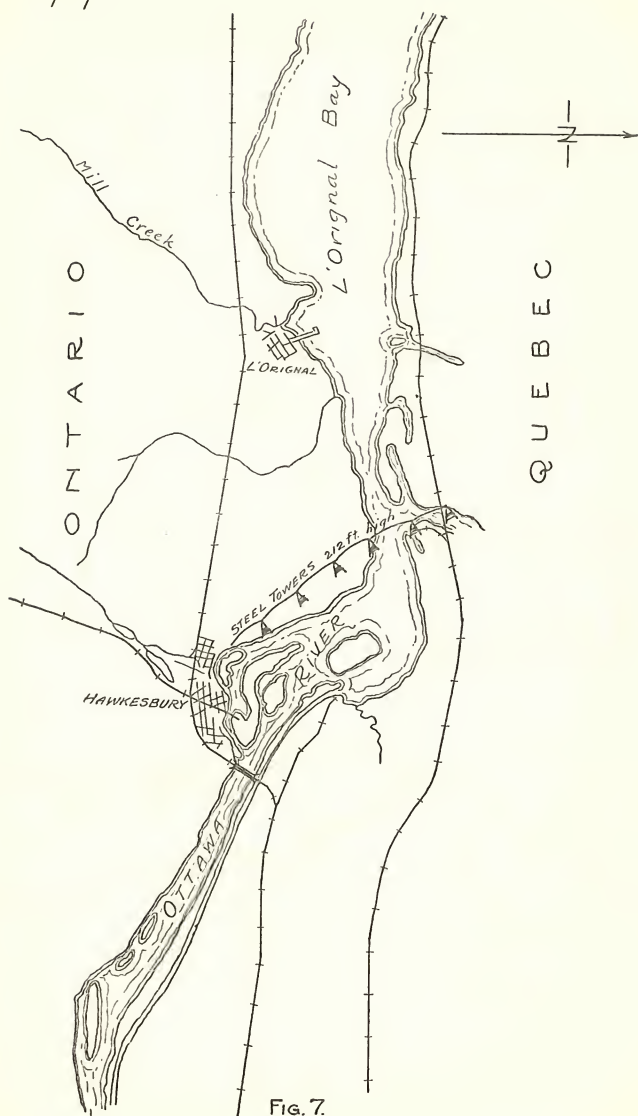 L'Orignal Bay
N
Mill
Creek
ONTARIO
QUEBEC
L'ORIGNAL
STEEL TOWERS 212 ft. high
RIVER
HAWKESBURY
OTTAWA
FIG. 7.